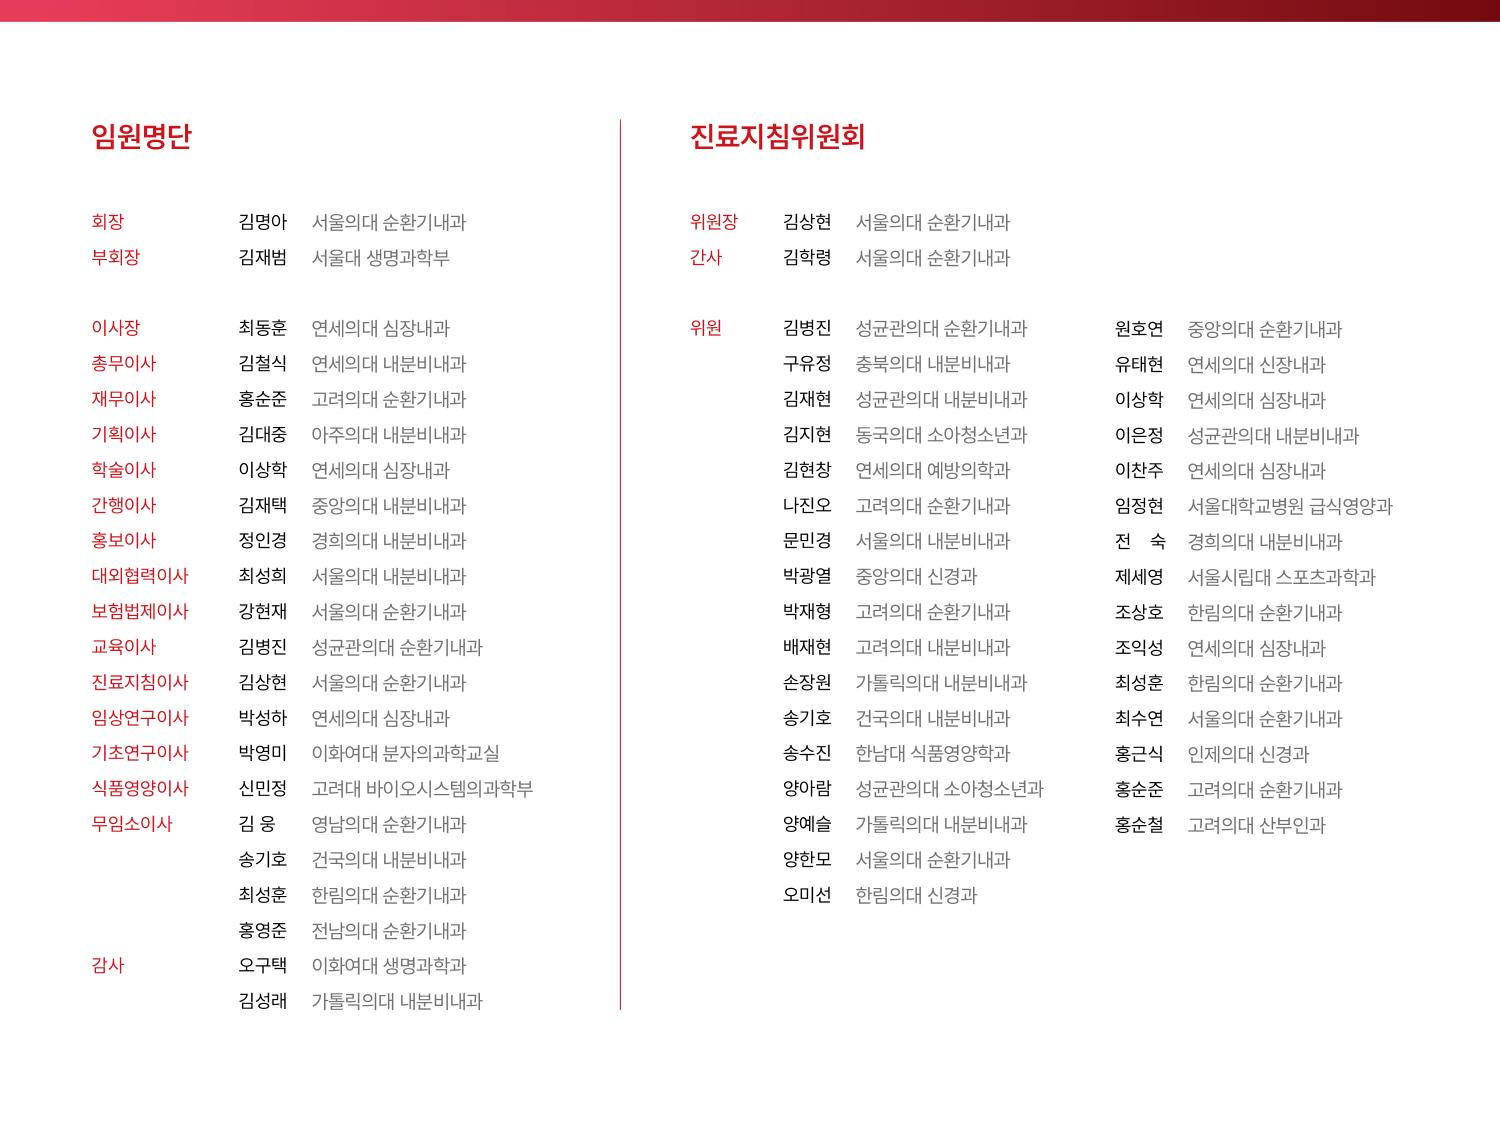 임원명단
회장 김명아 서울의대 순환기내과
부회장 김재범 서울대 생명과학부
이사장 최동훈 연세의대 심장내과
총무이사 김철식 연세의대 내분비내과
재무이사 홍순준 고려의대 순환기내과
기획이사 김대중 아주의대 내분비내과
학술이사 이상학 연세의대 심장내과
간행이사 김재택 중앙의대 내분비내과
홍보이사 정인경 경희의대 내분비내과
대외협력이사 최성희 서울의대 내분비내과
보험법제이사 강현재 서울의대 순환기내과
교육이사 김병진 성균관의대 순환기내과
진료지침이사 김상현 서울의대 순환기내과
임상연구이사 박성하 연세의대 심장내과
기초연구이사 박영미 이화여대 분자의과학교실
식품영양이사 신민정 고려대 바이오시스템의과학부
무임소이사 김 웅 영남의대 순환기내과
송기호 건국의대 내분비내과
최성훈 한림의대 순환기내과
홍영준 전남의대 순환기내과
감사 오구택 이화여대 생명과학과
김성래 가톨릭의대 내분비내과
진료지침위원회
위원장 김상현 서울의대 순환기내과
간사 김학령 서울의대 순환기내과
위원 김병진 성균관의대 순환기내과
구유정 충북의대 내분비내과
김재현 성균관의대 내분비내과
김지현 동국의대 소아청소년과
김현창 연세의대 예방의학과
나진오 고려의대 순환기내과
문민경 서울의대 내분비내과
박광열 중앙의대 신경과
박재형 고려의대 순환기내과
배재현 고려의대 내분비내과
손장원 가톨릭의대 내분비내과
송기호 건국의대 내분비내과
송수진 한남대 식품영양학과
양아람 성균관의대 소아청소년과
양예슬 가톨릭의대 내분비내과
양한모 서울의대 순환기내과
오미선 한림의대 신경과
원호연 중앙의대 순환기내과
유태현 연세의대 신장내과
이상학 연세의대 심장내과
이은정 성균관의대 내분비내과
이찬주 연세의대 심장내과
임정현 서울대학교병원 급식영양과
전 숙 경희의대 내분비내과
제세영 서울시립대 스포츠과학과
조상호 한림의대 순환기내과
조익성 연세의대 심장내과
최성훈 한림의대 순환기내과
최수연 서울의대 순환기내과
홍근식 인제의대 신경과
홍순준 고려의대 순환기내과
홍순철 고려의대 산부인과